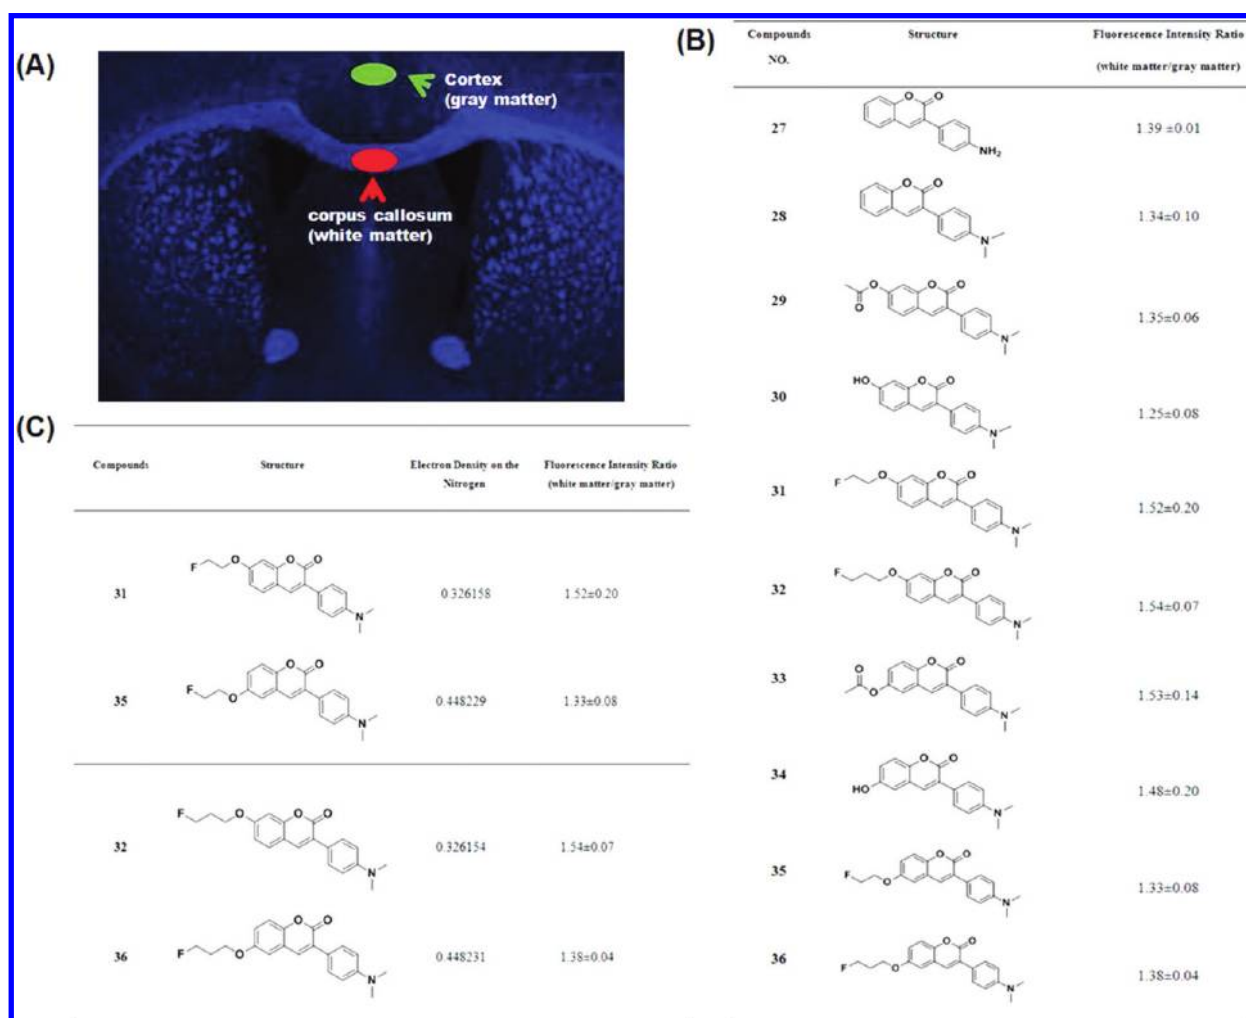 (A)
Cortex
(gray matter)
corpus callosum
(white matter)
(B)
Compounds NO. Structure Fluorescence Intensity Ratio (white matter/gray matter)
27 NH2 1.39 ±0.01
28 N 1.34±0.10
29 O O O O N 1.35±0.06
30 HO O O N 1.25±0.08
31 F O O O N 1.52±0.20
32 F O O O N 1.54±0.07
33 O O O O N 1.53±0.14
34 HO O O N 1.48±0.20
35 F O O O N 1.33±0.08
36 F O O O N 1.38±0.04
(C)
Compounds Structure Electron Density on the Nitrogen Fluorescence Intensity Ratio (white matter/gray matter)
31 F O O O N 0.326158 1.52±0.20
35 F O O O N 0.448229 1.33±0.08
32 F O O O N 0.326154 1.54±0.07
36 F O O O N 0.448231 1.38±0.04